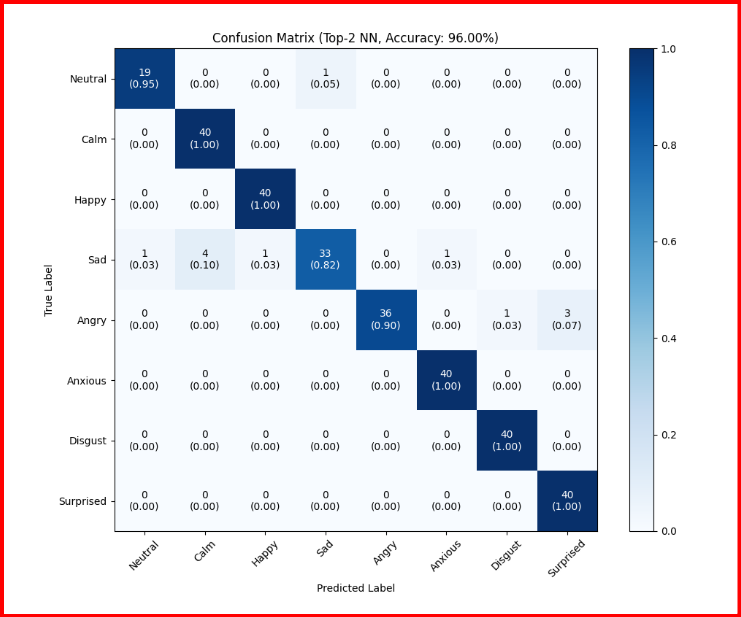 Confusion Matrix (Top-2 NN, Accuracy: 96.00%)
Neutral
19 0 0 1 0 0 0 0
(0.95) (0.00) (0.00) (0.05) (0.00) (0.00) (0.00) (0.00)
Calm
0 40 0 0 0 0 0 0
(0.00) (1.00) (0.00) (0.00) (0.00) (0.00) (0.00) (0.00)
Happy
0 0 40 0 0 0 0 0
(0.00) (0.00) (1.00) (0.00) (0.00) (0.00) (0.00) (0.00)
Sad
1 4 1 33 0 1 0 0
(0.03) (0.10) (0.03) (0.82) (0.00) (0.03) (0.00) (0.00)
Angry
0 0 0 0 36 0 1 3
(0.00) (0.00) (0.00) (0.00) (0.90) (0.00) (0.03) (0.07)
Anxious
0 0 0 0 0 40 0 0
(0.00) (0.00) (0.00) (0.00) (0.00) (1.00) (0.00) (0.00)
Disgust
0 0 0 0 0 0 40 0
(0.00) (0.00) (0.00) (0.00) (0.00) (0.00) (1.00) (0.00)
Surprised
0 0 0 0 0 0 0 40
(0.00) (0.00) (0.00) (0.00) (0.00) (0.00) (0.00) (1.00)
True Label
Neutral Calm Happy Sad Angry Anxious Disgust Surprised
Predicted Label
1.0
0.8
0.6
0.4
0.2
0.0